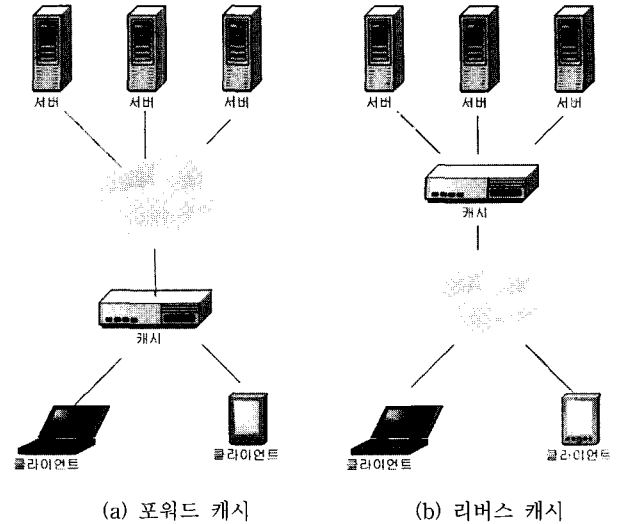 서버 서버 서버 서버 서버 서버
캐시
캐시
클라이언트 클라이언트 클라이언트 클라이언트
(a) 포워드 캐시 (b) 리버스 캐시